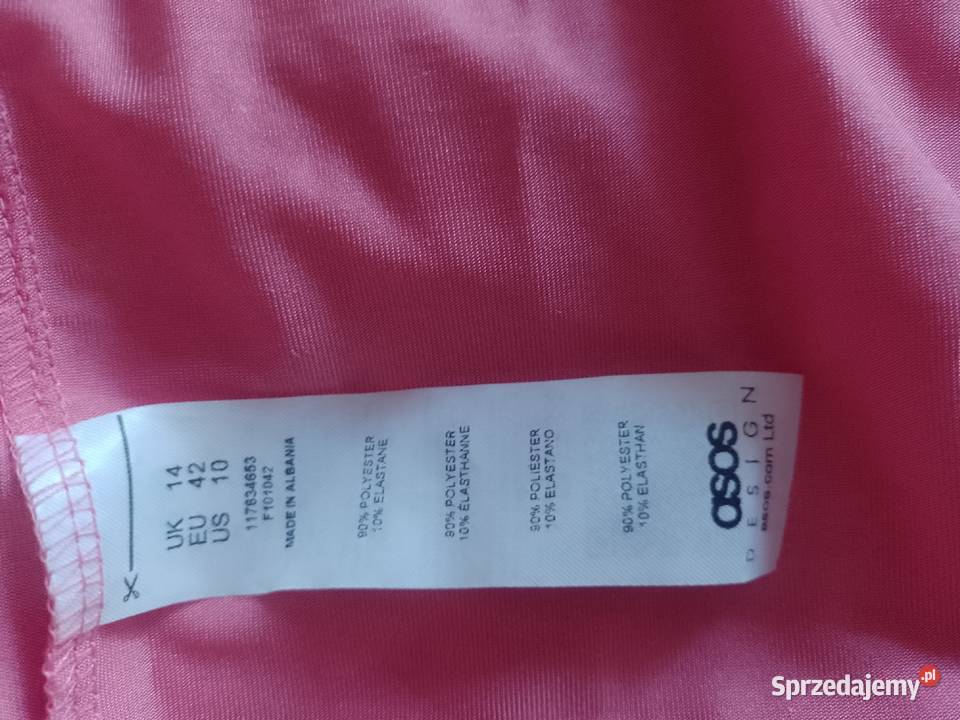 UK 14
EU 42
US 10
117634653
F101042
MADE IN ALBANIA
90% POLYESTER
10% ELASTANE
90% POLYESTER
10% ÉLASTHANNE
90% POLIÉSTER
10% ELASTANO
90% POLYESTER
10% ELASTHAN
asos
DESIGN
asos.com Ltd
Sprzedajemy.pl